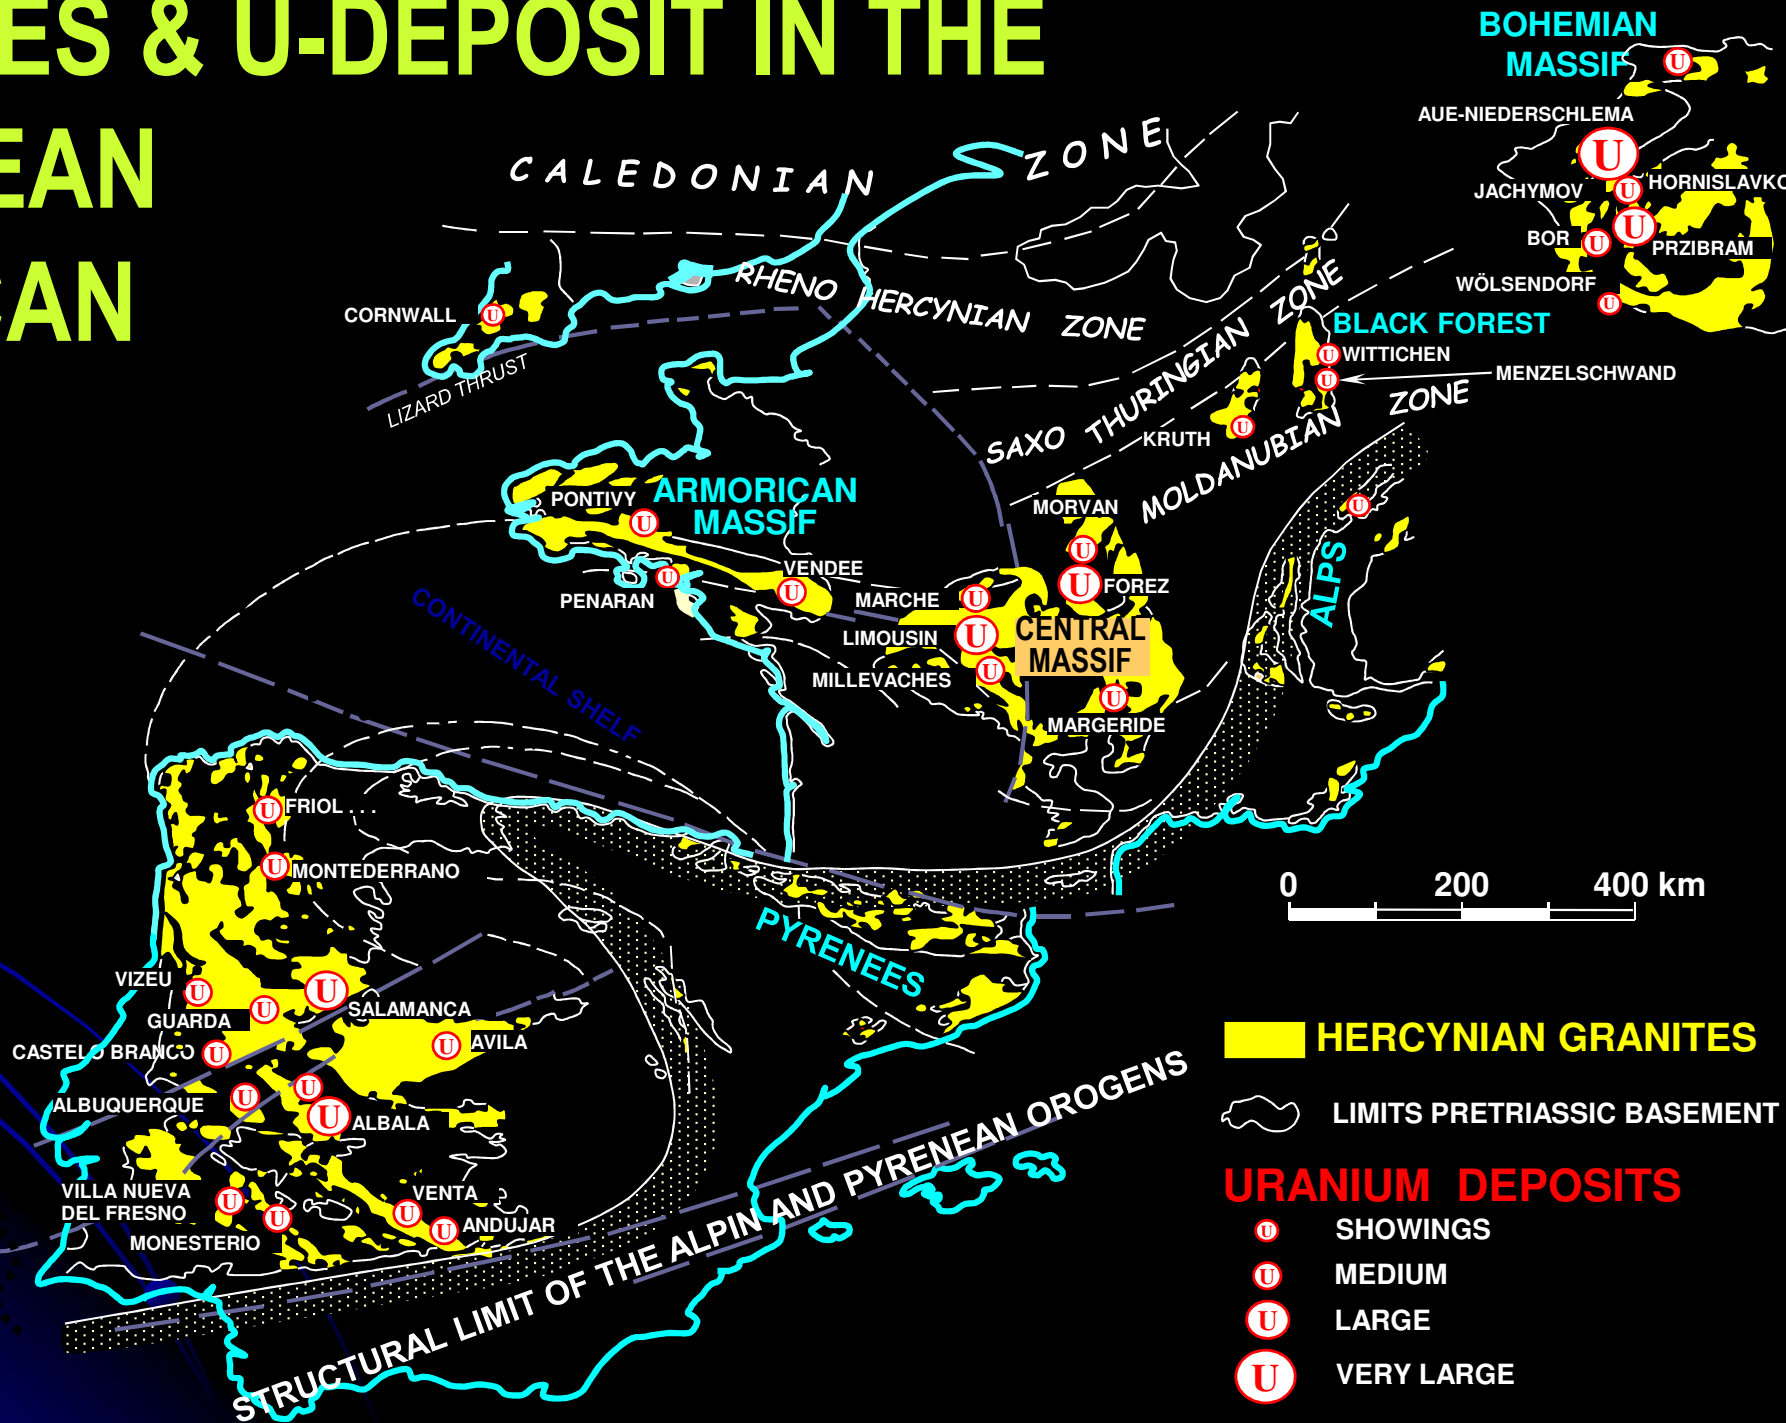 ES & U-DEPOSIT IN THE
EAN
CAN
BOHEMIAN
MASSIF
U
AUE-NIEDERSCHLEMA
U
JACHYMOV
U
HORNISLAVKO
U
BOR
U
PRZIBRAM
WÖLSENDORF
U
CALEDONIAN ZONE
RHENO HERCYNIAN ZONE
SAXO THURINGIAN ZONE
MOLDANUBIAN ZONE
CORNWALL
U
LIZARD THRUST
BLACK FOREST
U
WITTICHEN
U
MENZELSCHWAND
KRUTH
U
ARMORICAN
MASSIF
PONTIVY
U
PENARAN
U
VENDEE
U
MORVAN
U
U
FOREZ
MARCHE
U
LIMOUSIN
U
MILLEVACHES
U
CENTRAL
MASSIF
U
MARGERIDE
U
ALPS
CONTINENTAL SHELF
U
FRIOL . . .
U
MONTEDERRANO
PYRENEES
0 200 400 km
VIZEU
U
GUARDA
U
U
SALAMANCA
CASTELO BRANCO
U
U
AVILA
ALBUQUERQUE
U
U
U
ALBALA
VILLA NUEVA
DEL FRESNO
U
MONESTERIO
U
VENTA
U
U
ANDUJAR
STRUCTURAL LIMIT OF THE ALPIN AND PYRENEAN OROGENS
HERCYNIAN GRANITES
LIMITS PRETRIASSIC BASEMENT
URANIUM DEPOSITS
U SHOWINGS
U MEDIUM
U LARGE
U VERY LARGE